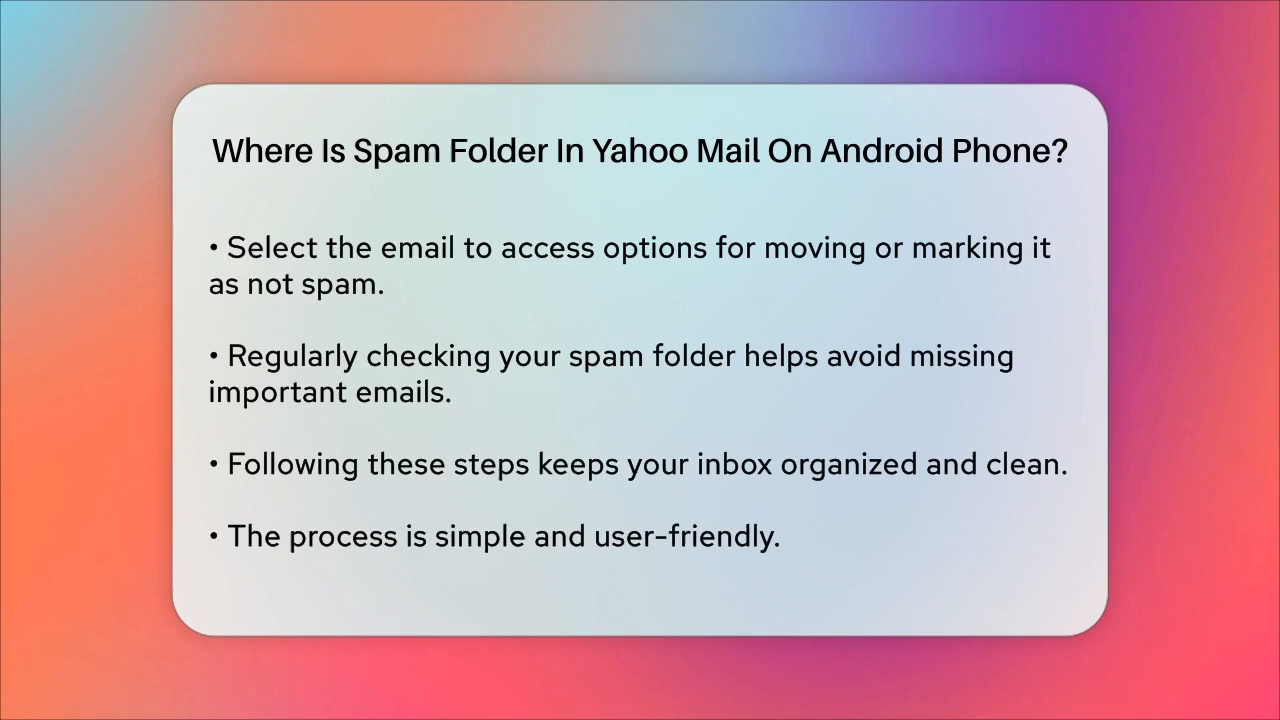 Where Is Spam Folder In Yahoo Mail On Android Phone?
• Select the email to access options for moving or marking it
as not spam.
• Regularly checking your spam folder helps avoid missing
important emails.
• Following these steps keeps your inbox organized and clean.
• The process is simple and user-friendly.